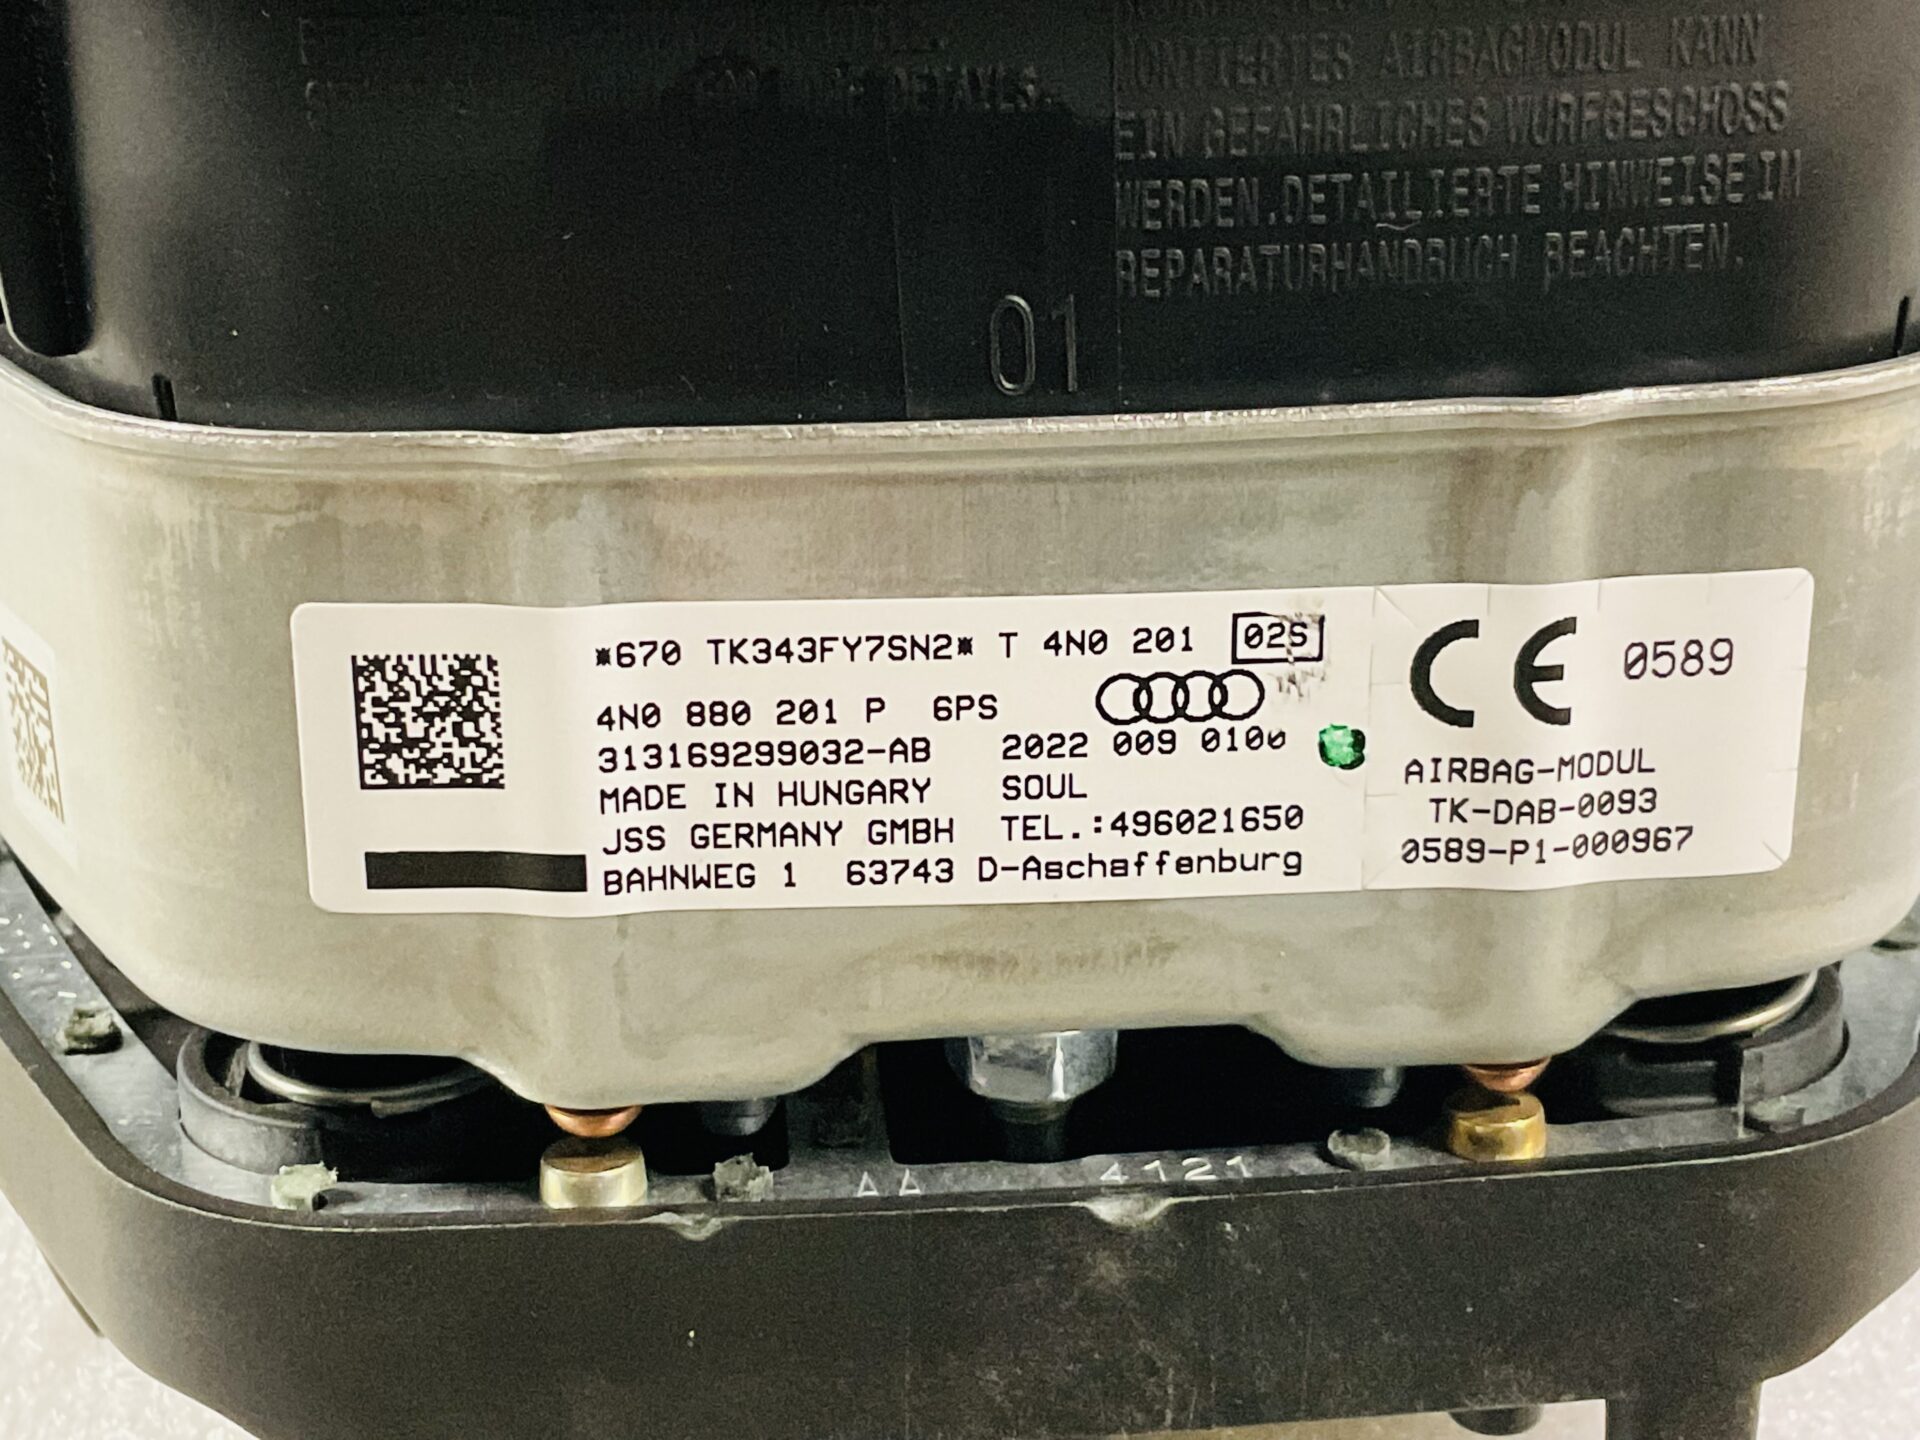 DETAILS.
MONTIERTES AIRBAGMODUL KANN
EIN GEFAHRLICHES WURFGESCHOSS
WERDEN.DETAILIERTE HINWEISE IM
REPARATURHANDBUCH BEACHTEN.
01
*670 TK343FY7SN2* T 4N0 201 02S
4N0 880 201 P 6PS
313169299032-AB 2022 009 0100
MADE IN HUNGARY SOUL
JSS GERMANY GMBH TEL.:496021650
BAHNWEG 1 63743 D-Aschaffenburg
CE 0589
AIRBAG-MODUL
TK-DAB-0093
0589-P1-000967
AA 4121